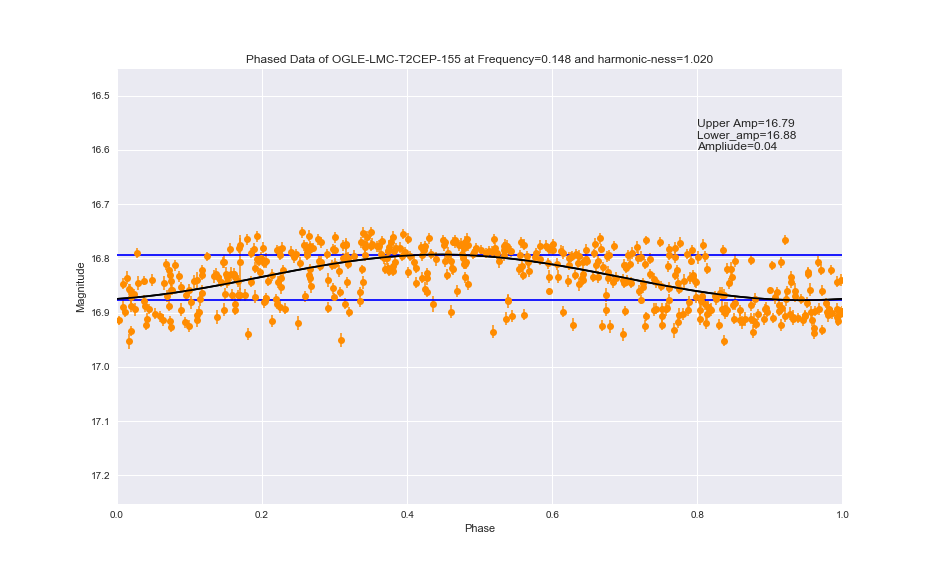 Phased Data of OGLE-LMC-T2CEP-155 at Frequency=0.148 and harmonic-ness=1.020
Upper Amp=16.79
Lower_amp=16.88
Ampliude=0.04
16.5
16.6
16.7
16.8
16.9
17.0
17.1
17.2
Magnitude
0.0
0.2
0.4
0.6
0.8
1.0
Phase